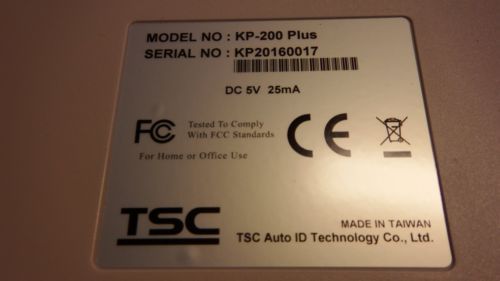 MODEL NO : KP-200 Plus
SERIAL NO : KP20160017
DC 5V 25mA
FC Tested To Comply
With FCC Standards
For Home or Office Use
CE
TSC
MADE IN TAIWAN
TSC Auto ID Technology Co., Ltd.